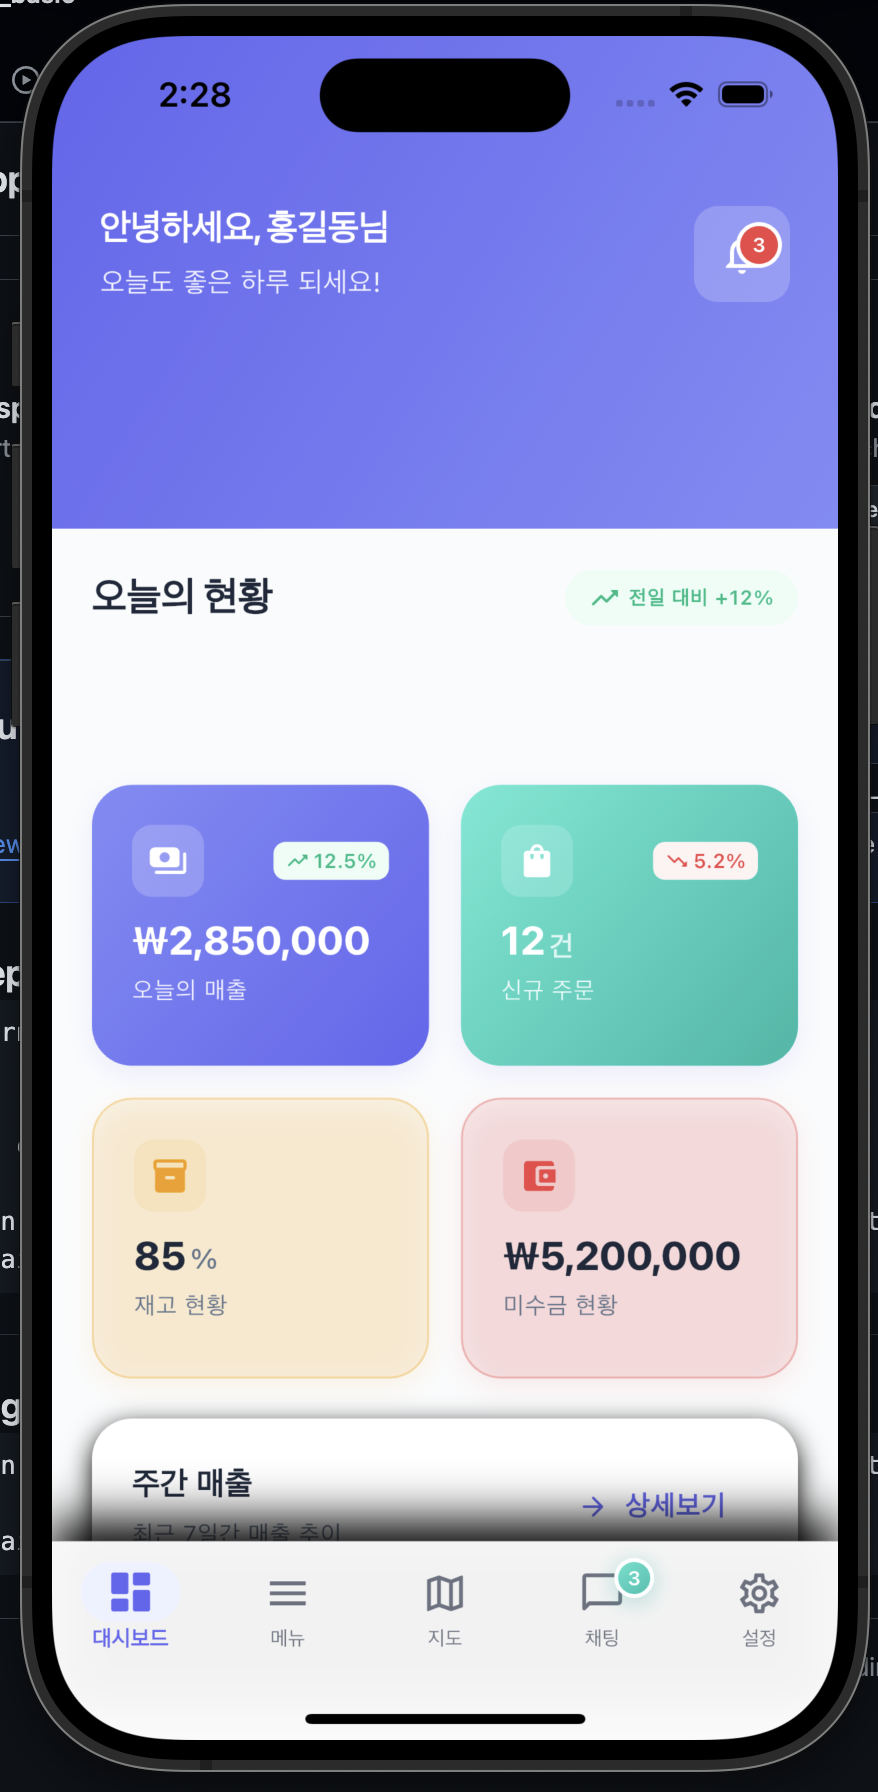 2:28
안녕하세요, 홍길동님
오늘도 좋은 하루 되세요!
3
오늘의 현황
전일 대비 +12%
12.5%
₩2,850,000
오늘의 매출
5.2%
12건
신규 주문
85%
재고 현황
₩5,200,000
미수금 현황
주간 매출
상세보기
최근 7일간 매출 추이
대시보드
메뉴
지도
3
채팅
설정